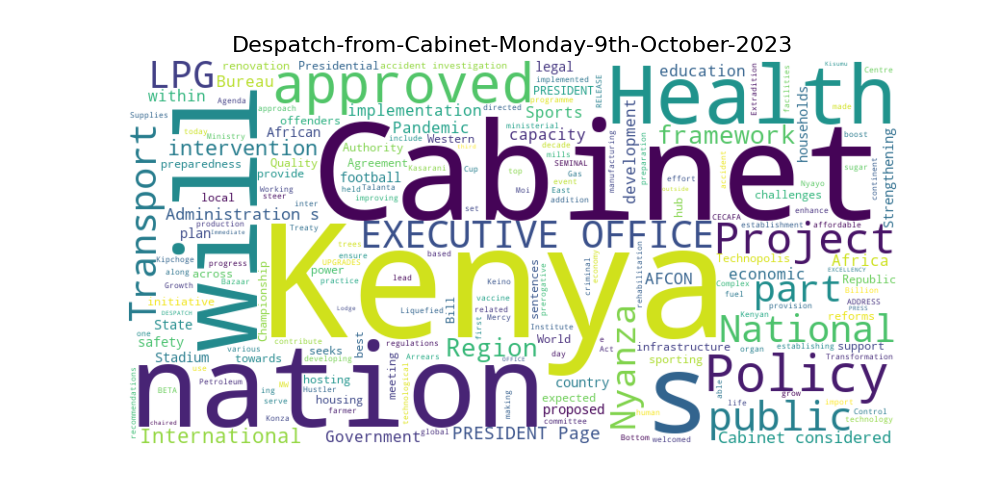 Despatch-from-Cabinet-Monday-9th-October-2023
LPG
renovation
Presidential
accident investigation
legal
Bureau
approved
PRESIDENT
implemented
RELEASE
Health
education
Extradition
facilities
Kisumu
Centre
within
Agenda
implementation
programme
Sports
made
Supplies
offenders
approach
directed
Pandemic
ministerial
capacity
framework
households
boost
today
Ministry
African
include
Western
decade
development
preparation
Strengthening
Transport
Will
intervention
Authority
mills
manufacturing
accident
sugar
preparedness
Quality
Agreement
Kasarani
top
SEMINAL
Gas
effort
outside
challenges
continent
provide
football
Cup
event
hub
Nyayo
Working
steer
held
Talanta
Moi
East
affordable
local
improving
set
addition
Cabinet
CECAFA
enhance
Administration s
inter
establishment
plan
production
Immediate
Treaty
EXECUTIVE OFFICE
Project
Kipchoge
trees
ensure
based
Kenya
progress
UPGRADES
Technopolis
Africa
along
Bazaar
across
power
practice
lead
Keino
sentences
prerogative
criminal
economy
rehabilitation
AFCON
economic
EXCELLENCY
Growth
Championship
Lodge
vaccine
Complex
fuel
part
Republic
Billion
initiative
Liquefied
related
Mercy
Bill
first
ADDRESS
PRESS
DESPATCH
State
contribute
regulations
Institute
Act
Nyanza
Kenyan
provision
National
reforms
one
safety
various
seeks
developing
best
Region
World
infrastructure
organ
establishing
support
Stadium
towards
meeting
Arrears
OFFICE
day
sporting
Transformation
nation
BETA
use
Petroleum
ing
MW
hosting
Hustler
country
s
Policy
able
life
grow
recommendations
serve
housing
farmer
technological
making
expected
proposed
human
import
Control
chaired
Konza
committee
public
technology
International
Government
global
PRESIDENT Page
Bottom
welcomed
Cabinet considered